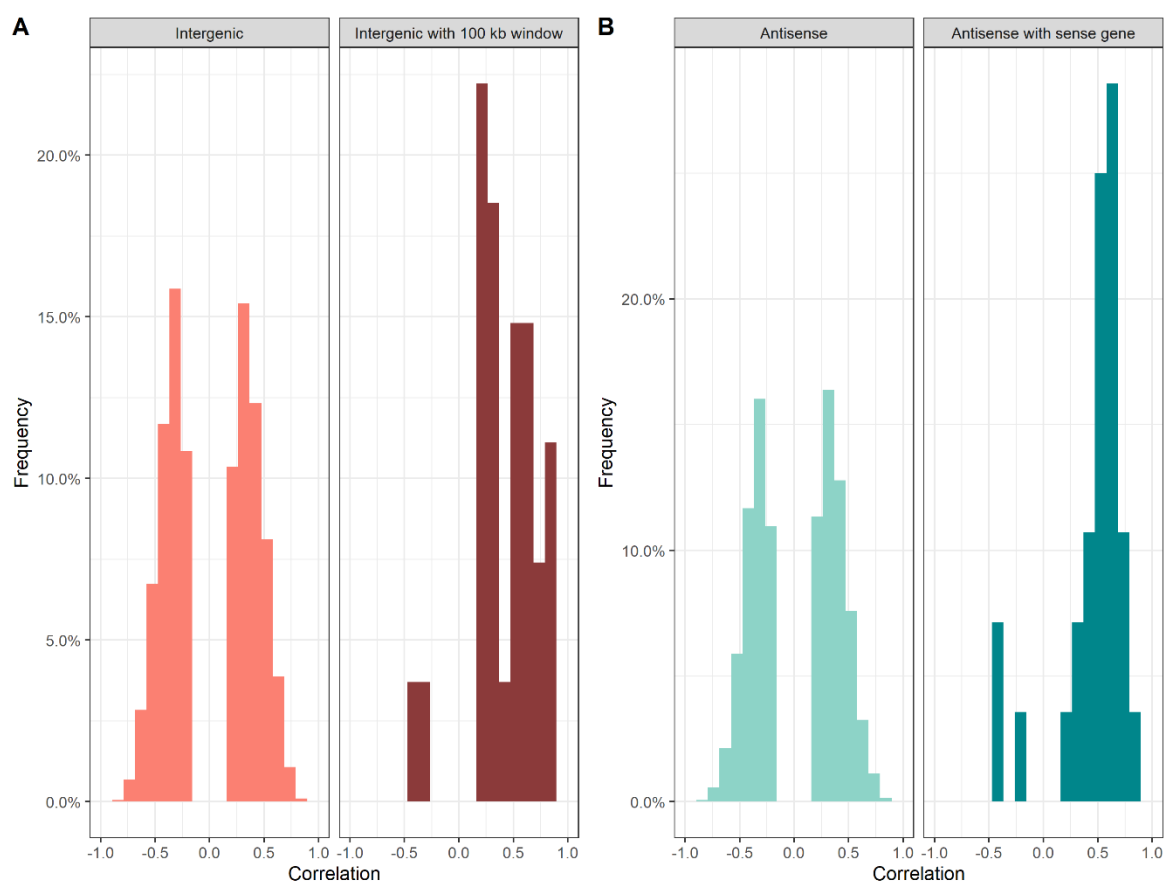 A
Intergenic
Intergenic with 100 kb window
Frequency
20.0%
15.0%
10.0%
5.0%
0.0%
-1.0 -0.5 0.0 0.5 1.0
-1.0 -0.5 0.0 0.5 1.0
Correlation
B
Antisense
Antisense with sense gene
Frequency
20.0%
10.0%
0.0%
-1.0 -0.5 0.0 0.5 1.0
-1.0 -0.5 0.0 0.5 1.0
Correlation